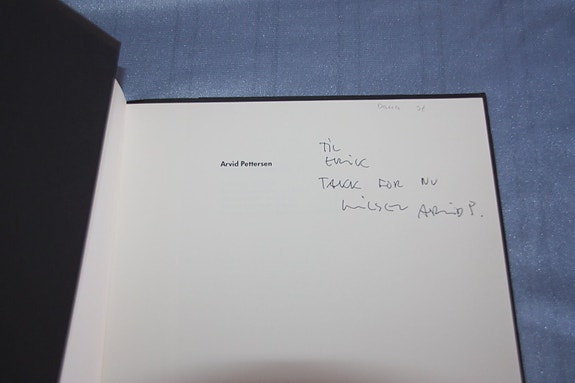 Arvid Pettersen
TIL
ERIK
TAKK FOR NU
HILSEN ARVID P.